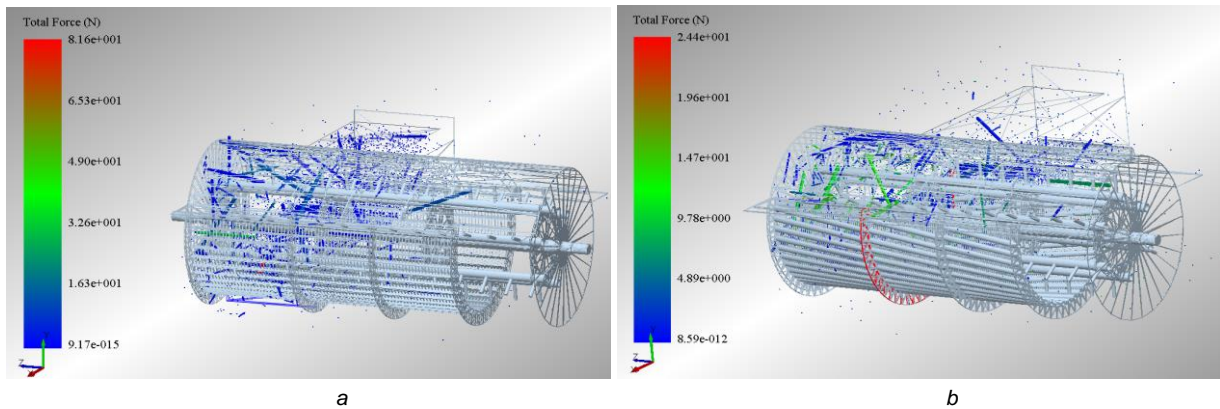 Total Force (N)
8.16e+001
6.53e+001
4.90e+001
3.26e+001
1.63e+001
9.17e-015
Z
Total Force (N)
2.44e+001
1.96e+001
1.47e+001
9.78e+000
4.89e+000
8.59e-012
Z
a
b